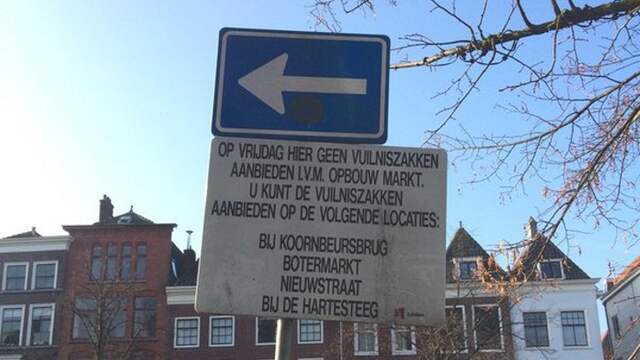 OP VRIJDAG HIER GEEN VUILNISZAKKEN
AANBIEDEN I.V.M. OPBOUW MARKT.
U KUNT DE VUILNISZAKKEN
AANBIEDEN OP DE VOLGENDE LOCATIES:
BIJ KOORNBEURSBRUG
BOTERMARKT
NIEUWSTRAAT
BIJ DE HARTESTEEG